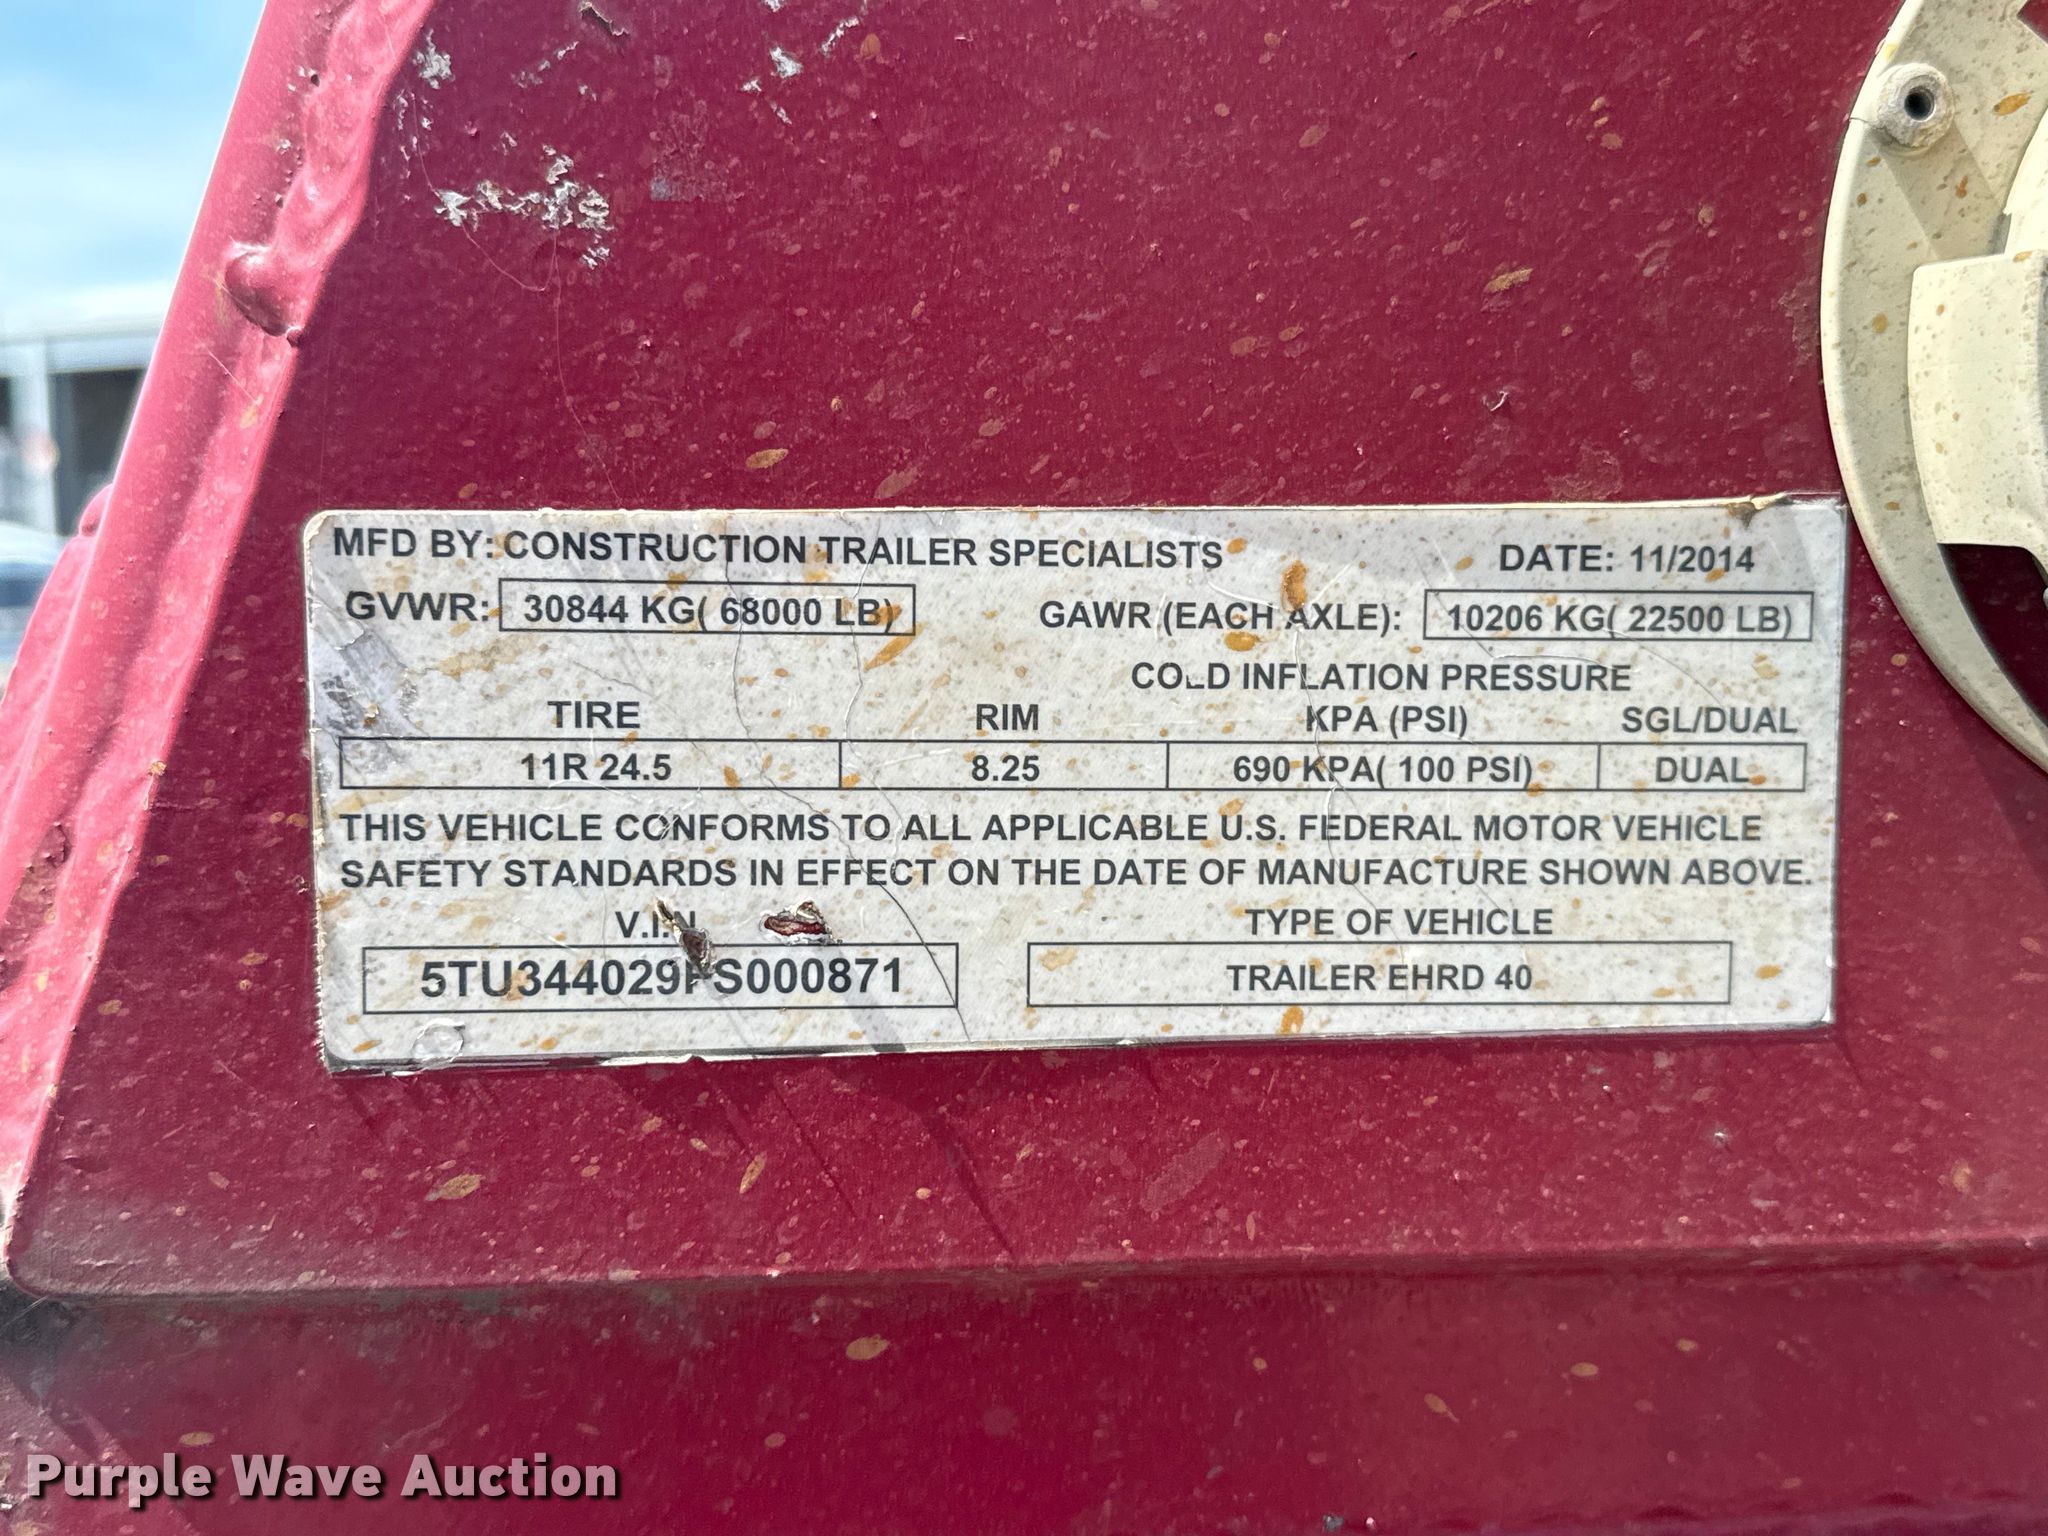 MFD BY: CONSTRUCTION TRAILER SPECIALISTS DATE: 11/2014
GVWR: 30844 KG( 68000 LB) GAWR (EACH AXLE): 10206 KG( 22500 LB)
COLD INFLATION PRESSURE
TIRE RIM KPA (PSI) SGL/DUAL
11R 24.5 8.25 690 KPA( 100 PSI) DUAL
THIS VEHICLE CONFORMS TO ALL APPLICABLE U.S. FEDERAL MOTOR VEHICLE
SAFETY STANDARDS IN EFFECT ON THE DATE OF MANUFACTURE SHOWN ABOVE.
V.I.N. TYPE OF VEHICLE
5TU344029FS000871 TRAILER EHRD 40
Purple Wave Auction